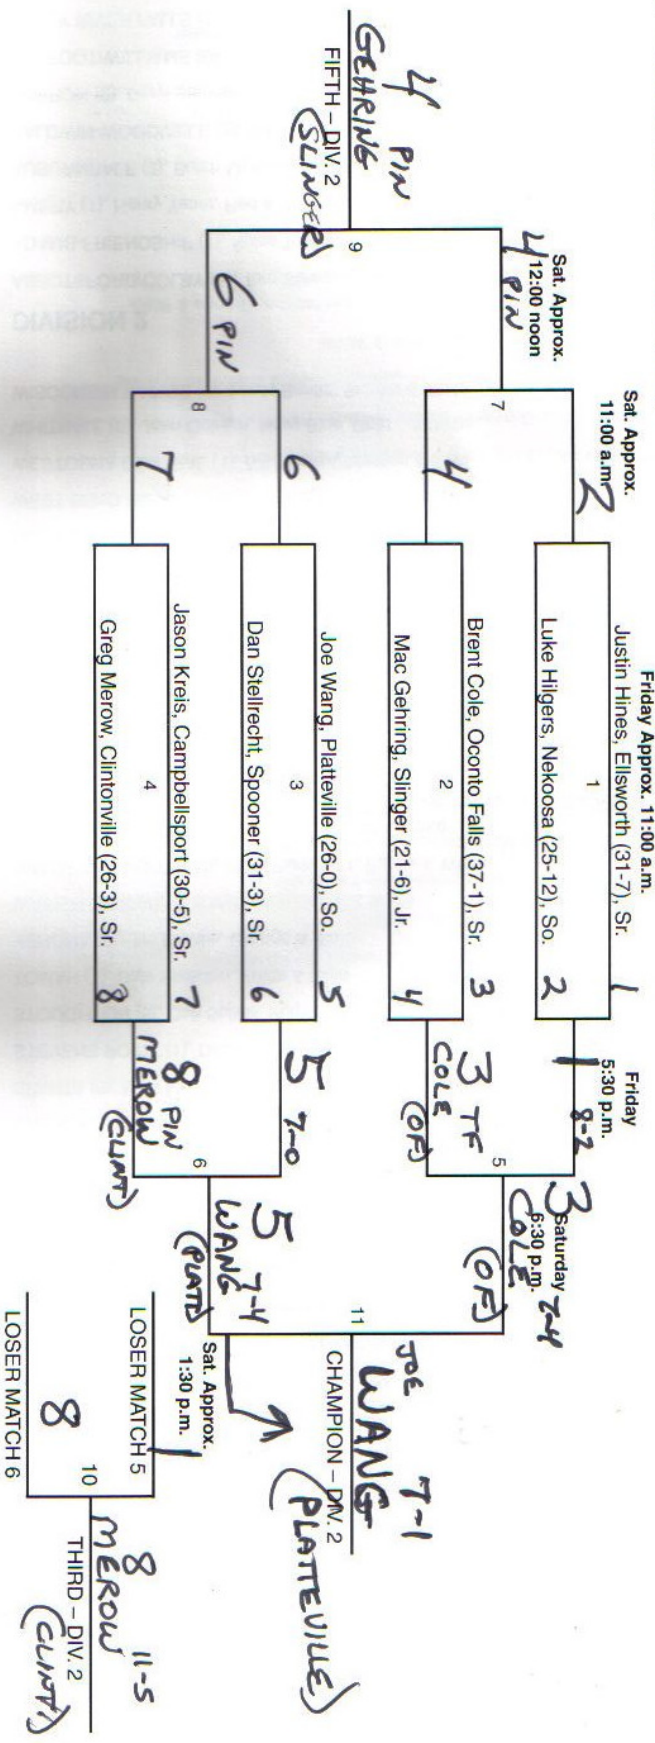 Friday Approx. 11:00 a.m.
Friday
5:30 p.m.
Saturday
6:30 p.m.
Sat. Approx.
11:00 a.m.
Sat. Approx.
12:00 noon
Justin Hines, Ellsworth (31-7), Sr. 1
1
Luke Hilgers, Nekoosa (25-12), So. 2
Brent Cole, Oconto Falls (37-1), Sr. 3
2
Mac Gehring, Slinger (21-6), Jr. 4
Joe Wang, Platteville (26-0), So. 5
3
Dan Stellrecht, Spooner (31-3), Sr. 6
Jason Kreis, Campbellsport (30-5), Sr. 7
4
Greg Merow, Clintonville (26-3), Sr. 8
1 8-2
3 TF
COLE
(OF)
5 7-0
8 PIN
MEROW
(CLINT)
5
3
COLE 7-4
(OF)
6
5
WANG 7-4
(PLATT)
11
JOE
WANG 7-1
CHAMPION – DIV. 2
(PLATTEVILLE)
Sat. Approx.
1:30 p.m.
1
LOSER MATCH 5
8
LOSER MATCH 6
10
8
MEROW 11-5
THIRD – DIV. 2
(CLINT)
2
4
6
7
7
8
4 PIN
6 PIN
9
4 PIN
GEHRING
FIFTH – DIV. 2
(SLINGER)
DIVISION 2